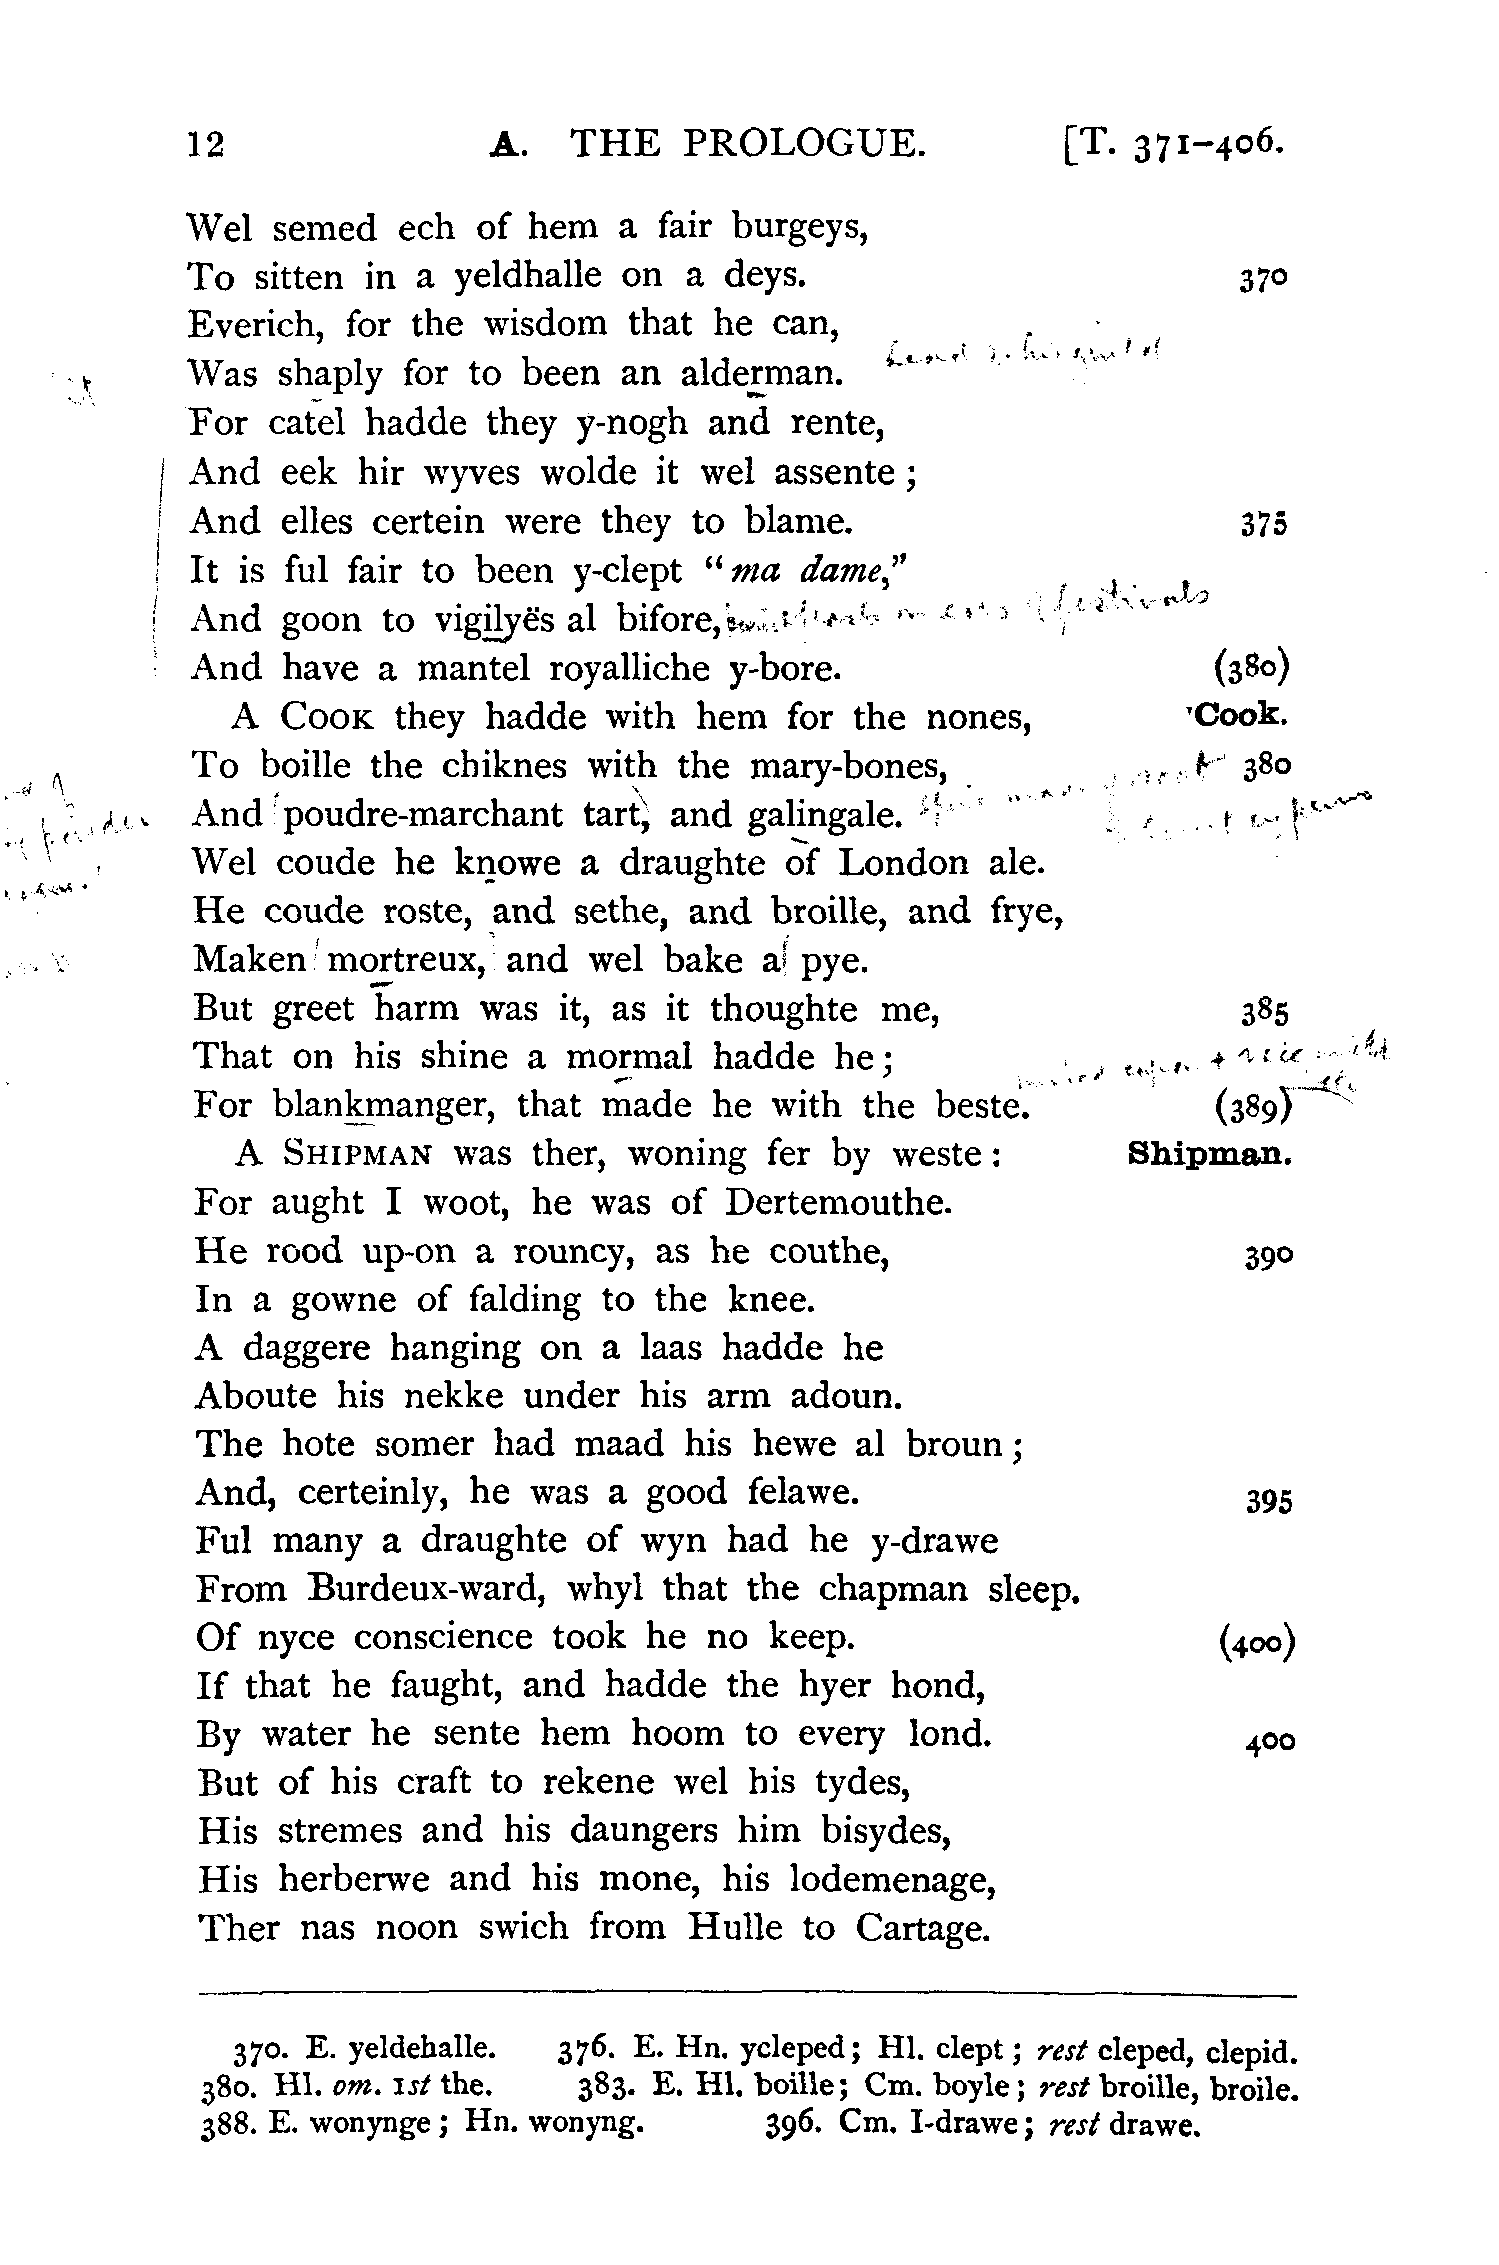 12 A. THE PROLOGUE. [T. 371–406.
Wel semed ech of hem a fair burgeys,
To sitten in a yeldhalle on a deys. 370
Everich, for the wisdom that he can,
Was shaply for to been an alderman.
For catel hadde they y-nogh and rente,
And eek hir wyves wolde it wel assente ;
And elles certein were they to blame. 375
It is ful fair to been y-clept “ma dame,”
And goon to vigilyës al bifore, festivals
And have a mantel royalliche y-bore. (380)
A COOK they hadde with hem for the nones, Cook.
To boille the chiknes with the mary-bones, 380
And poudre-marchant tart, and galingale.
Wel coude he knowe a draughte of London ale.
He coude roste, and sethe, and broille, and frye,
Maken mortreux, and wel bake a pye.
But greet harm was it, as it thoughte me, 385
That on his shine a mormal hadde he;
For blankmanger, that made he with the beste. (389)
A SHIPMAN was ther, woning fer by weste : Shipman.
For aught I woot, he was of Dertemouthe.
He rood up-on a rouncy, as he couthe, 390
In a gowne of falding to the knee.
A daggere hanging on a laas hadde he
Aboute his nekke under his arm adoun.
The hote somer had maad his hewe al broun ;
And, certeinly, he was a good felawe. 395
Ful many a draughte of wyn had he y-drawe
From Burdeux-ward, whyl that the chapman sleep.
Of nyce conscience took he no keep. (400)
If that he faught, and hadde the hyer hond,
By water he sente hem hoom to every lond. 400
But of his craft to rekene wel his tydes,
His stremes and his daungers him bisydes,
His herberwe and his mone, his lodemenage,
Ther nas noon swich from Hulle to Cartage.
370. E. yeldehalle. 376. E. Hn. ycleped; Hl. clept ; rest cleped, clepid.
380. Hl. om. 1st the. 383. E. Hl. boille; Cm. boyle ; rest broille, broile.
388. E. wonynge ; Hn. wonyng. 396. Cm. I-drawe ; rest drawe.